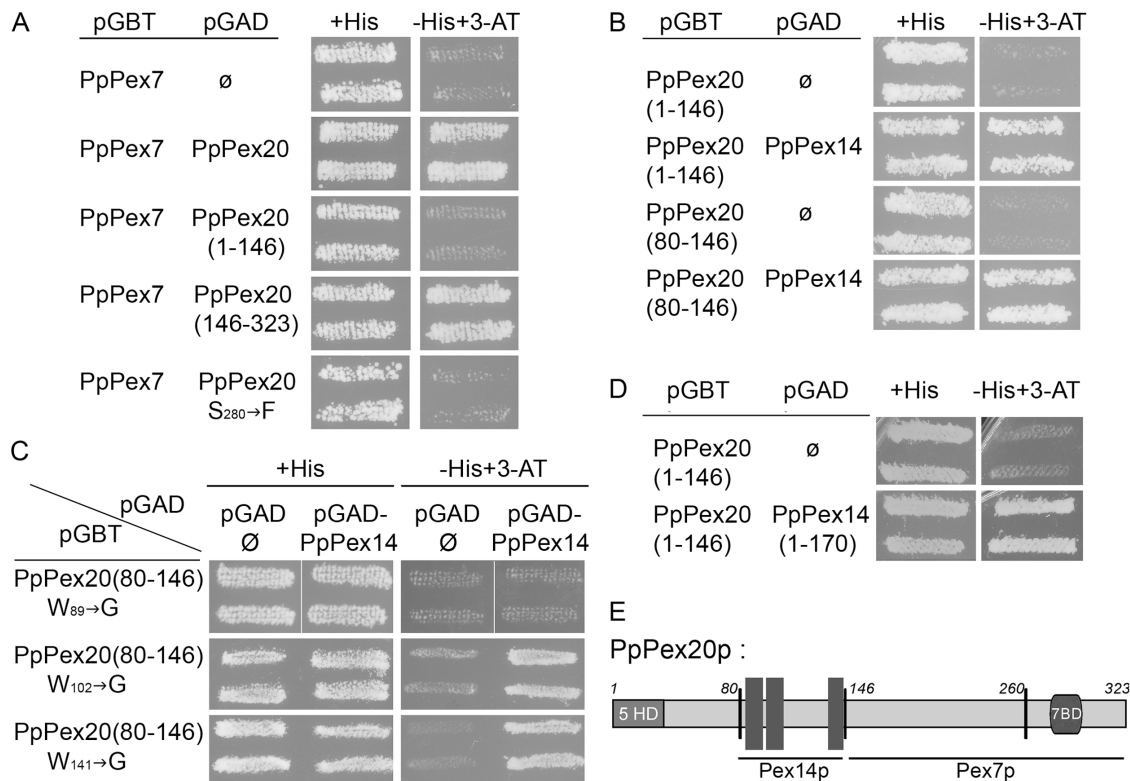 A
pGBT pGAD +His -His+3-AT
PpPex7 ø
PpPex7 PpPex20
PpPex7 PpPex20
(1-146)
PpPex7 PpPex20
(146-323)
PpPex7 PpPex20
S280→F
B
pGBT pGAD +His -His+3-AT
PpPex20 ø
(1-146)
PpPex20 PpPex14
(1-146)
PpPex20 ø
(80-146)
PpPex20 PpPex14
(80-146)
C
+His -His+3-AT
pGAD
pGBT
pGAD pGAD- pGAD pGAD-
Ø PpPex14 Ø PpPex14
PpPex20(80-146)
W89→G
PpPex20(80-146)
W102→G
PpPex20(80-146)
W141→G
D
pGBT pGAD +His -His+3-AT
PpPex20 ø
(1-146)
PpPex20 PpPex14
(1-146) (1-170)
E
PpPex20p :
1 80 146 260 323
5 HD 7BD
Pex14p Pex7p